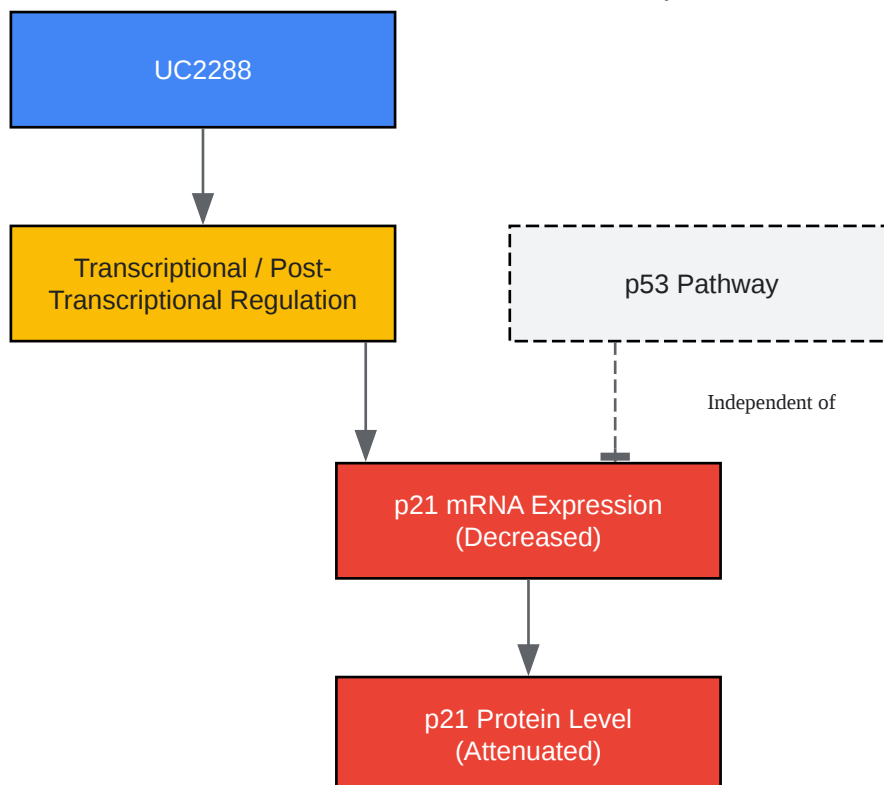 UC2288
Transcriptional / Post-
Transcriptional Regulation
p53 Pathway
Independent of
p21 mRNA Expression
(Decreased)
p21 Protein Level
(Attenuated)